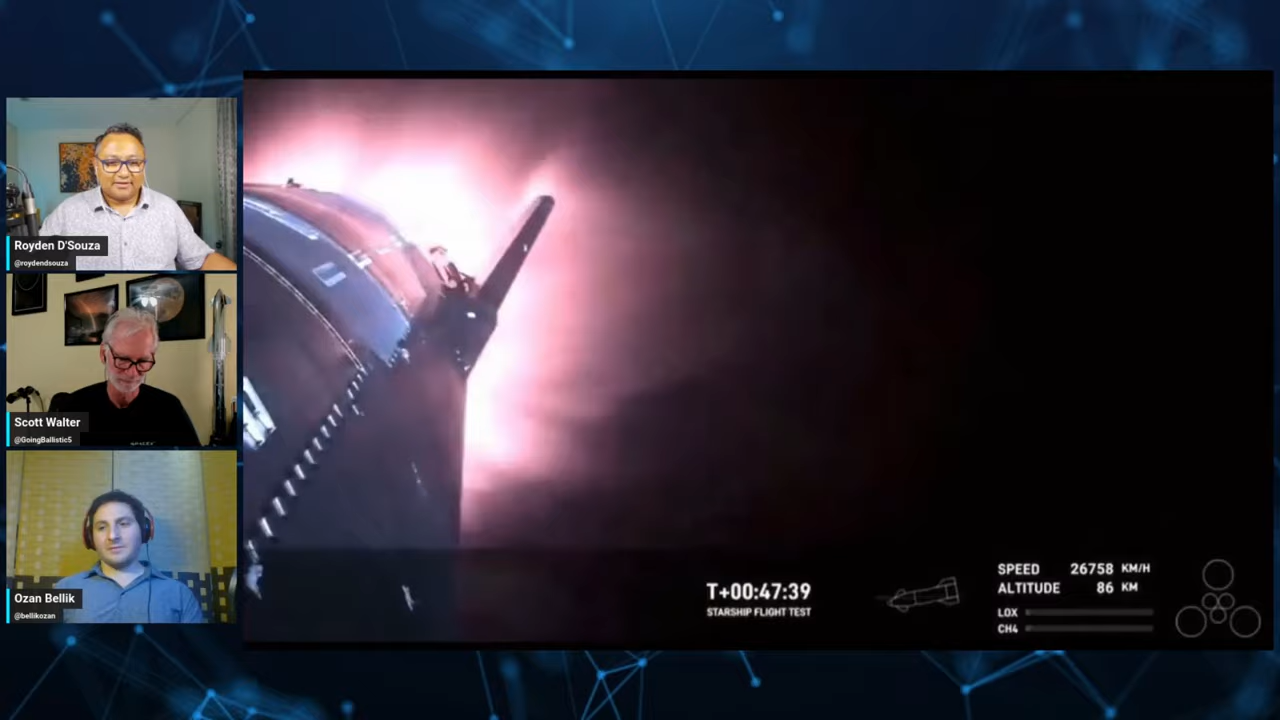 Royden D'Souza
@roydendsouza
Scott Walter
@GoingBallistic5
Ozan Bellik
@bellikozan
T+00:47:39
STARSHIP FLIGHT TEST
SPEED 26758 KM/H
ALTITUDE 86 KM
LOX
CH4